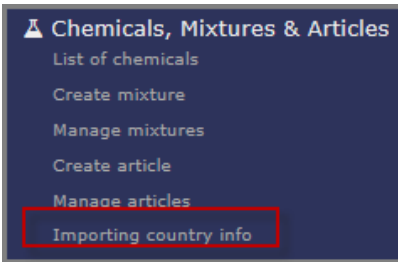 Chemicals, Mixtures & Articles
List of chemicals
Create mixture
Manage mixtures
Create article
Manage articles
Importing country info